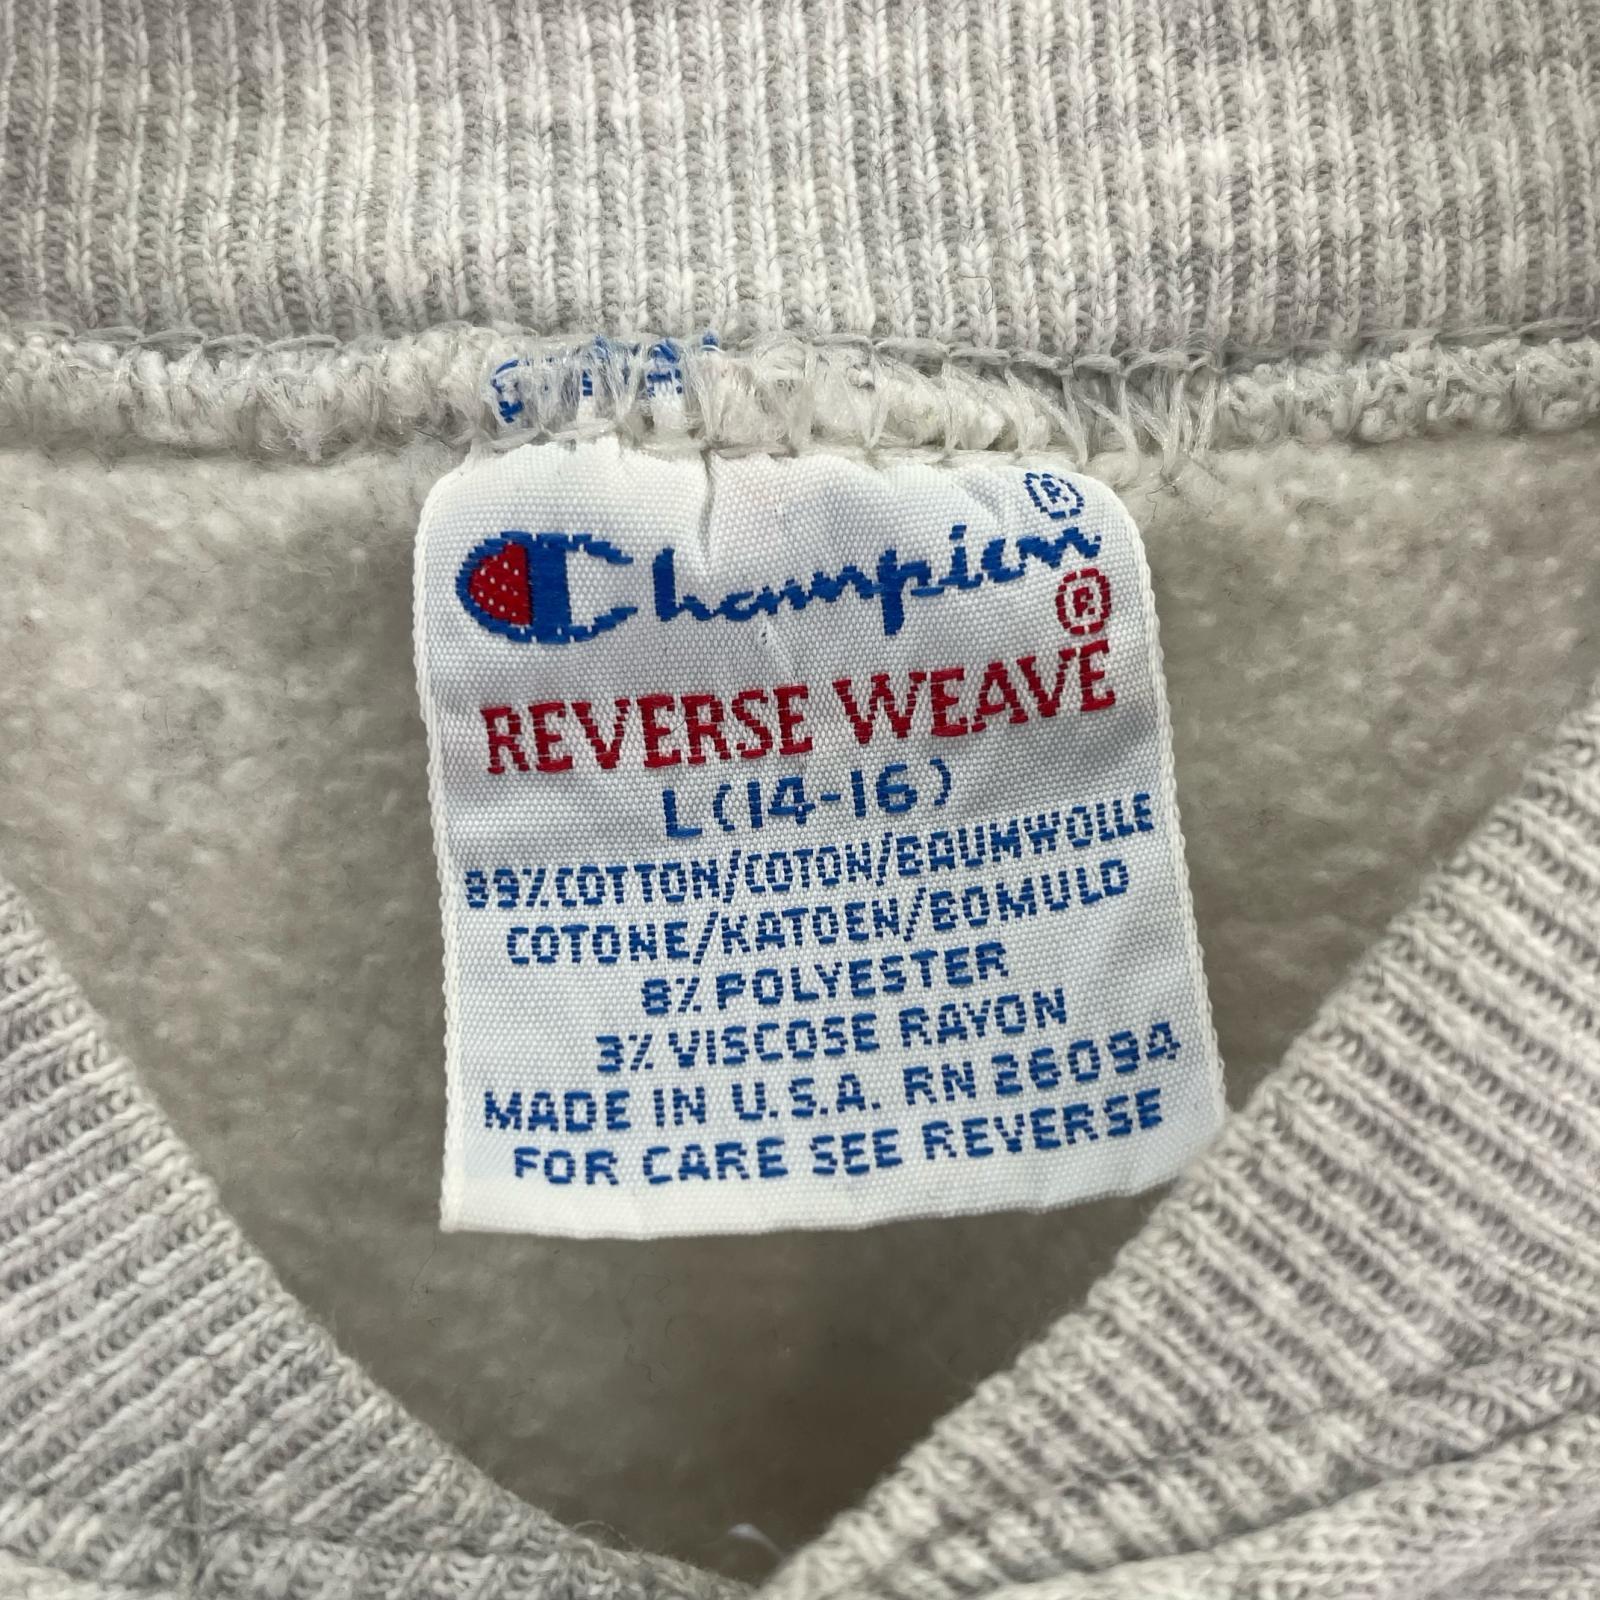 Champion®
®
REVERSE WEAVE
L(14-16)
89%COTTON/COTON/BAUMWOLLE
COTONE/KATOEN/BOMULD
8% POLYESTER
3% VISCOSE RAYON
MADE IN U.S.A. RN 26094
FOR CARE SEE REVERSE